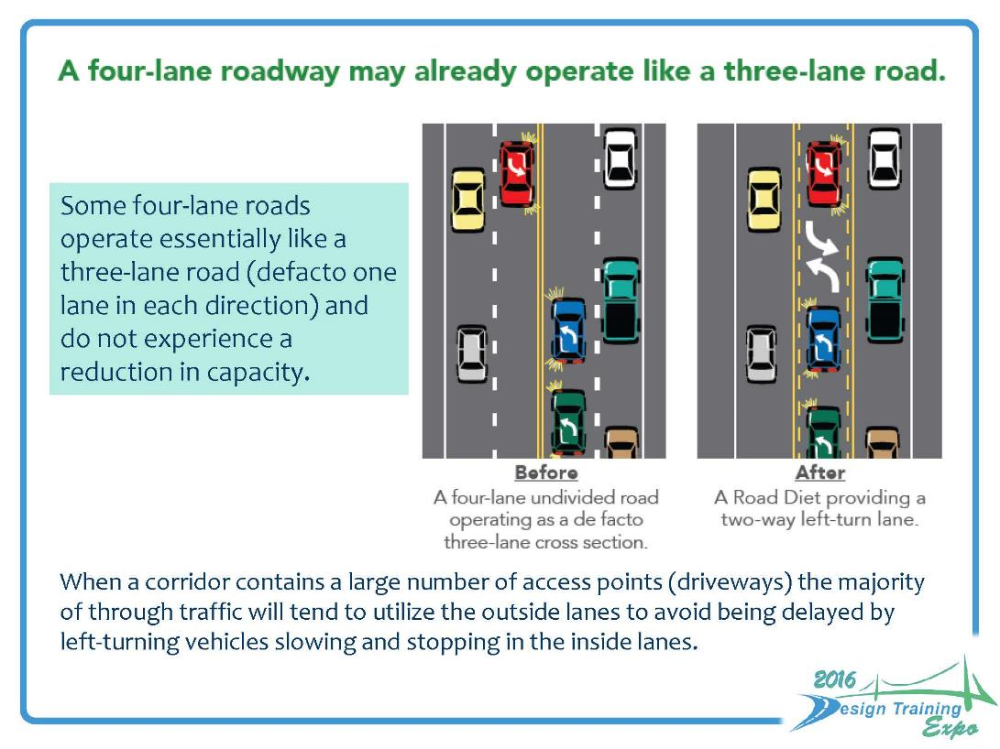 A four-lane roadway may already operate like a three-lane road.
Some four-lane roads
operate essentially like a
three-lane road (defacto one
lane in each direction) and
do not experience a
reduction in capacity.
Before
A four-lane undivided road
operating as a de facto
three-lane cross section.
After
A Road Diet providing a
two-way left-turn lane.
When a corridor contains a large number of access points (driveways) the majority
of through traffic will tend to utilize the outside lanes to avoid being delayed by
left-turning vehicles slowing and stopping in the inside lanes.
2016
Design Training
Expo